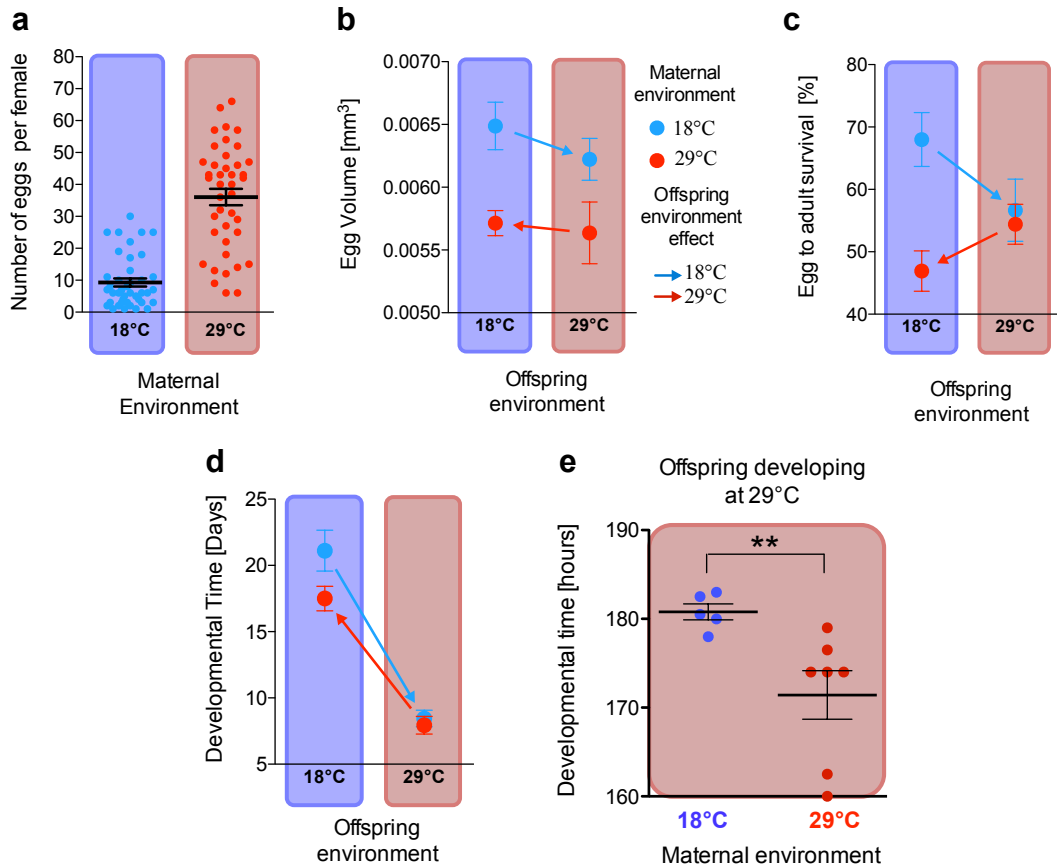 a
Number of eggs per female
80
70
60
50
40
30
20
10
0
18°C
29°C
Maternal
Environment
b
Egg Volume [mm³]
0.0070
0.0065
0.0060
0.0055
0.0050
18°C
29°C
Offspring
environment
Maternal
environment
18°C
29°C
Offspring
environment
effect
18°C
29°C
c
Egg to adult survival [%]
80
70
60
50
40
18°C
29°C
Offspring
environment
d
Developmental Time [Days]
25
20
15
10
5
18°C
29°C
Offspring
environment
e
Offspring developing
at 29°C
Developmental time [hours]
190
180
170
160
**
18°C
29°C
Maternal environment